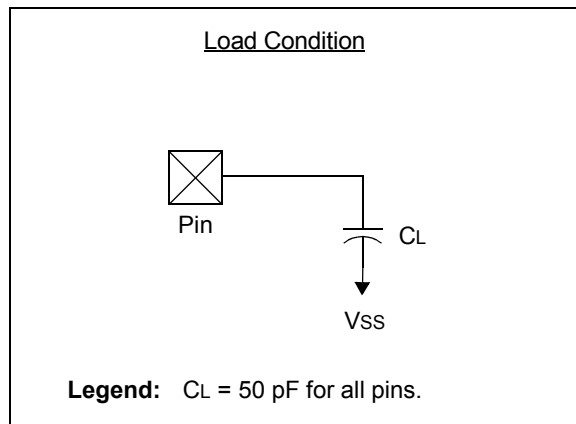 Load Condition
Pin
CL
VSS
Legend: CL = 50 pF for all pins.